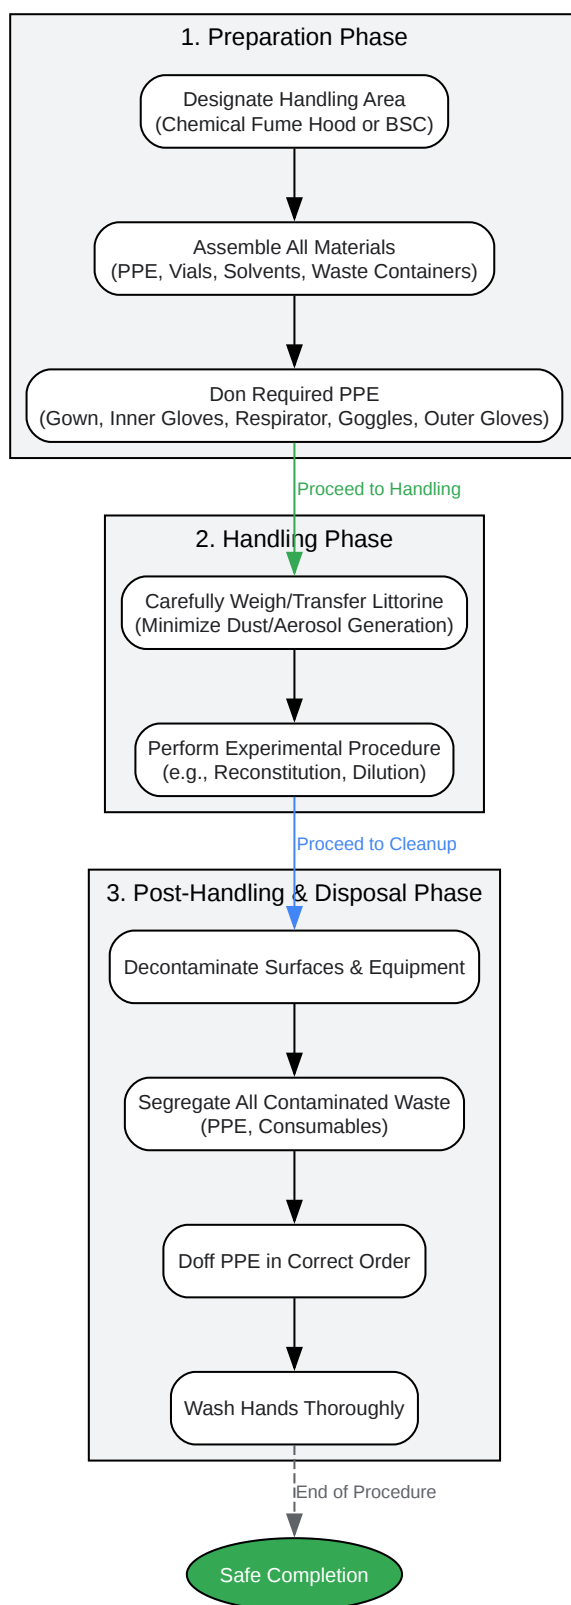 1. Preparation Phase
Designate Handling Area
(Chemical Fume Hood or BSC)
Assemble All Materials
(PPE, Vials, Solvents, Waste Containers)
Don Required PPE
(Gown, Inner Gloves, Respirator, Goggles, Outer Gloves)
Proceed to Handling
2. Handling Phase
Carefully Weigh/Transfer Littorine
(Minimize Dust/Aerosol Generation)
Perform Experimental Procedure
(e.g., Reconstitution, Dilution)
Proceed to Cleanup
3. Post-Handling & Disposal Phase
Decontaminate Surfaces & Equipment
Segregate All Contaminated Waste
(PPE, Consumables)
Doff PPE in Correct Order
Wash Hands Thoroughly
End of Procedure
Safe Completion